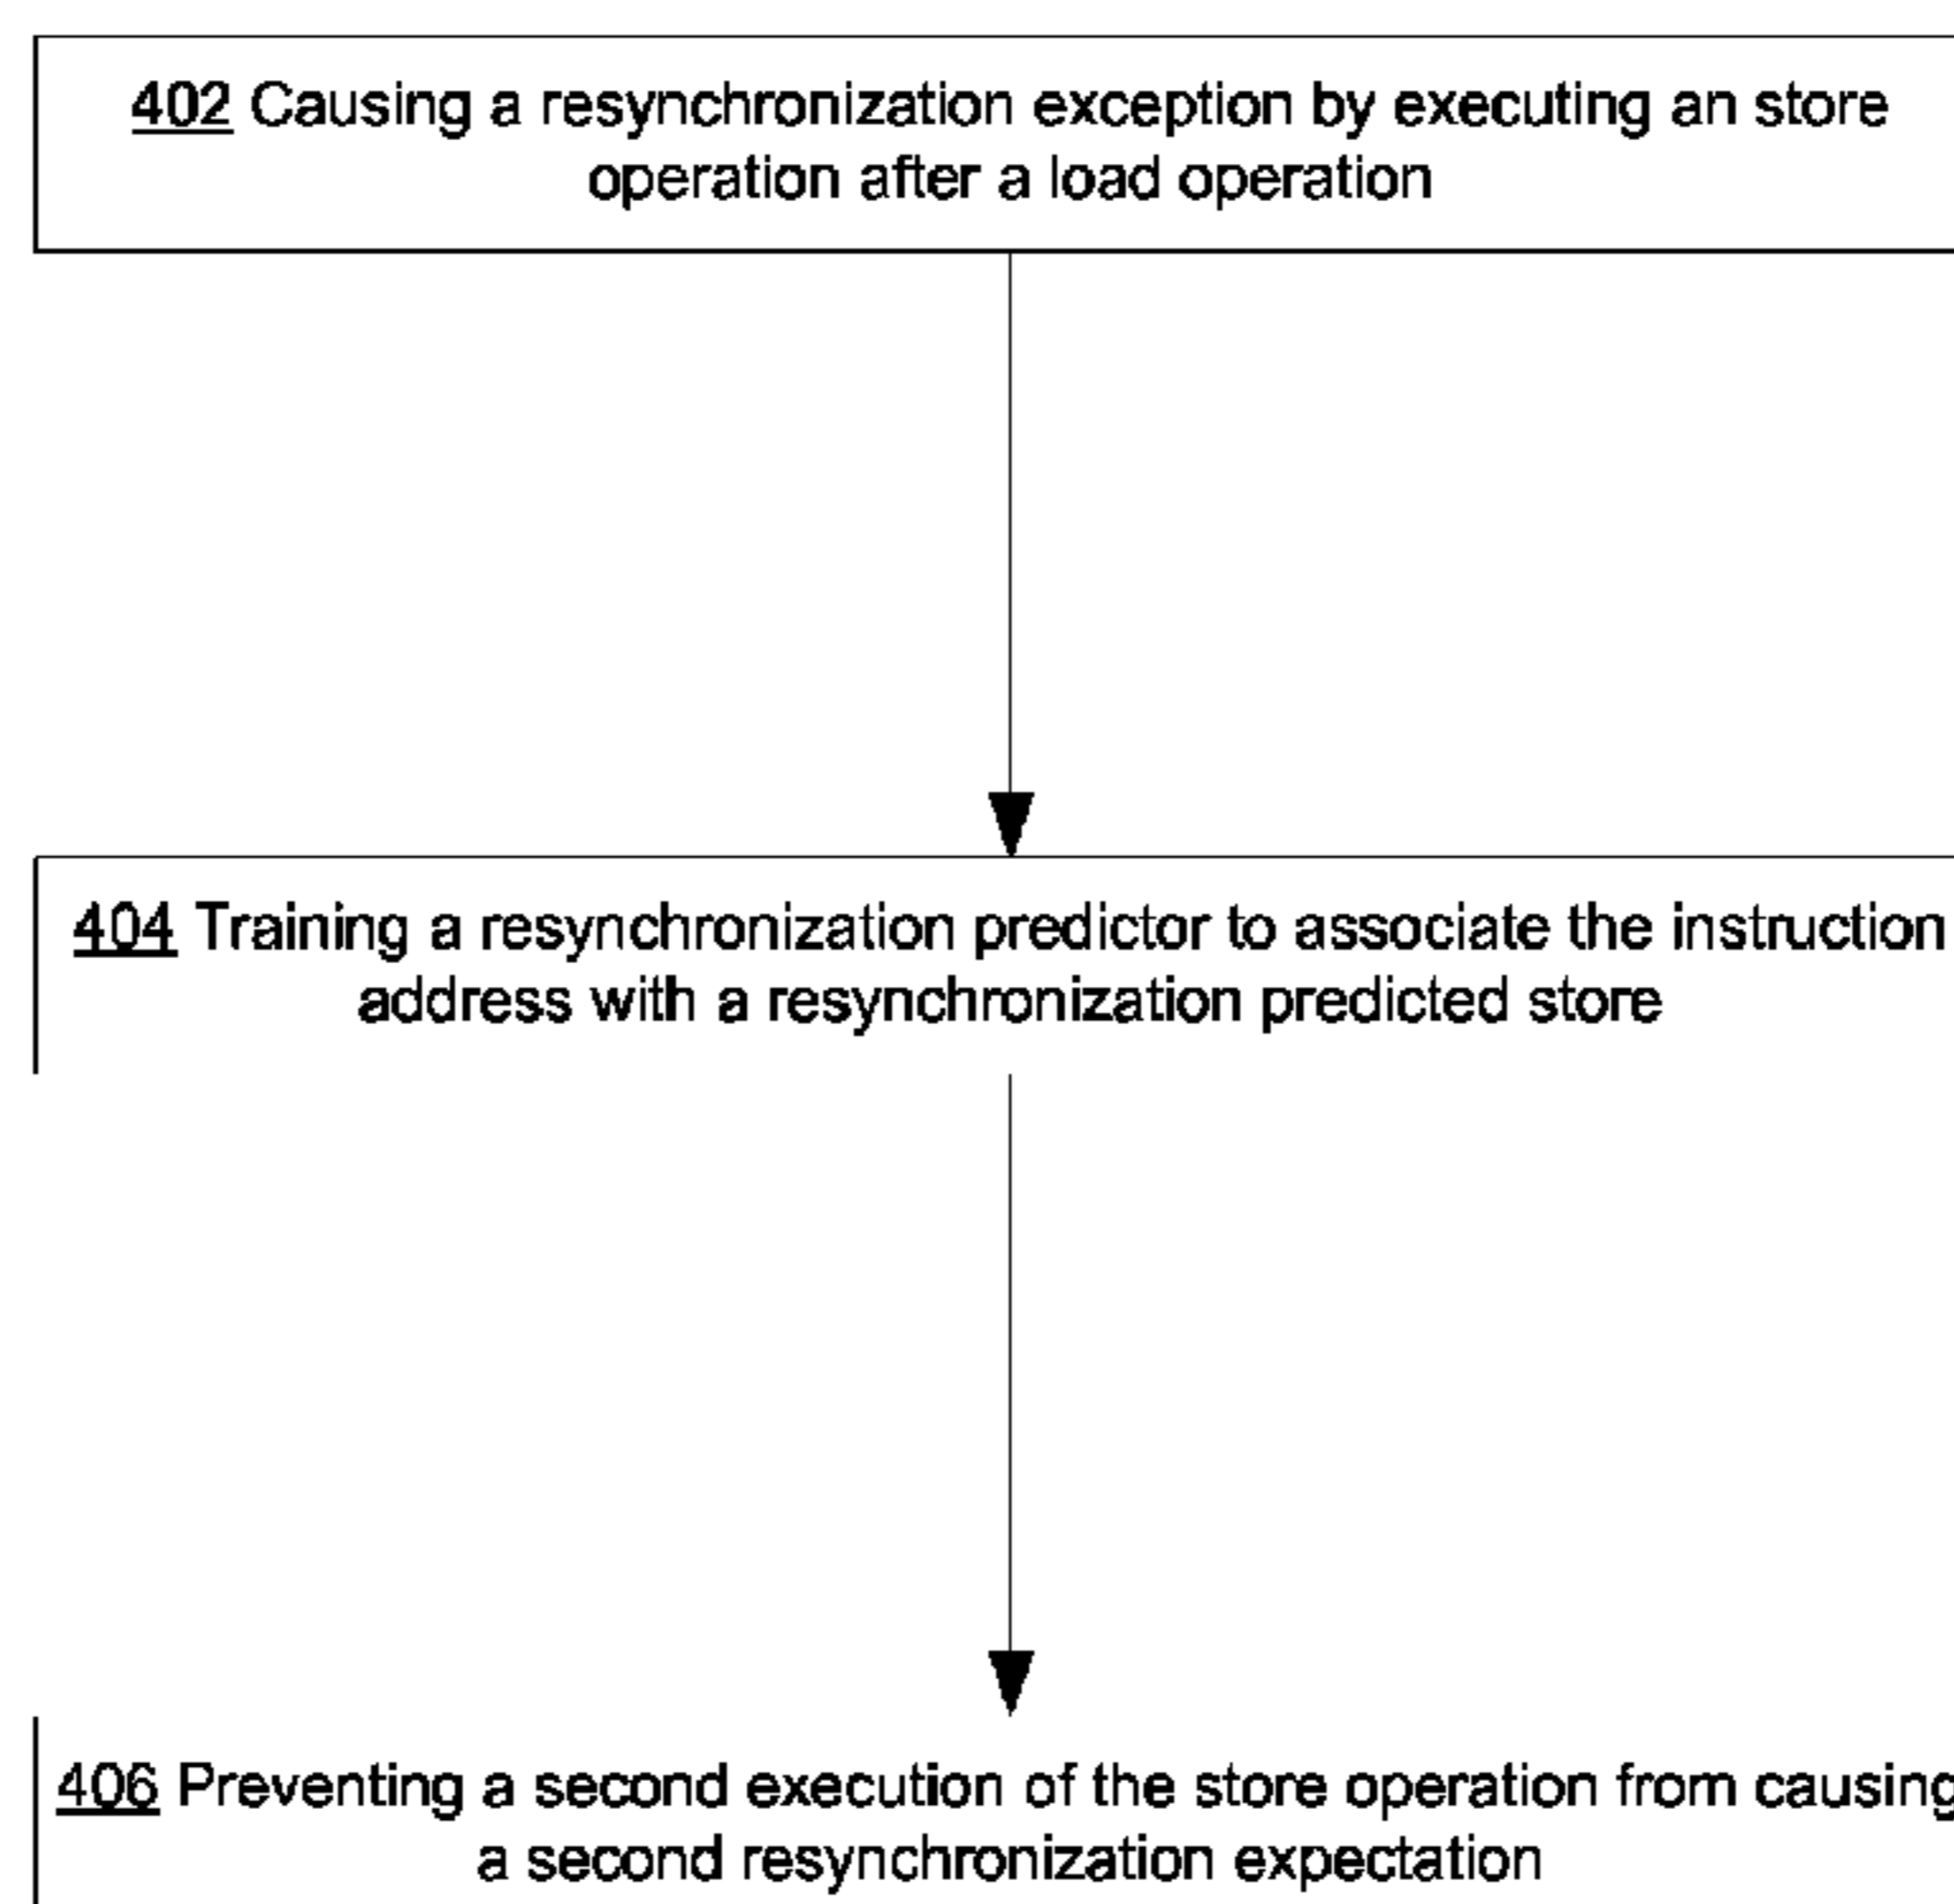 402 Causing a resynchronization exception by executing an store
operation after a load operation
404 Training a resynchronization predictor to associate the instruction
address with a resynchronization predicted store
406 Preventing a second execution of the store operation from causing
a second resynchronization expectation